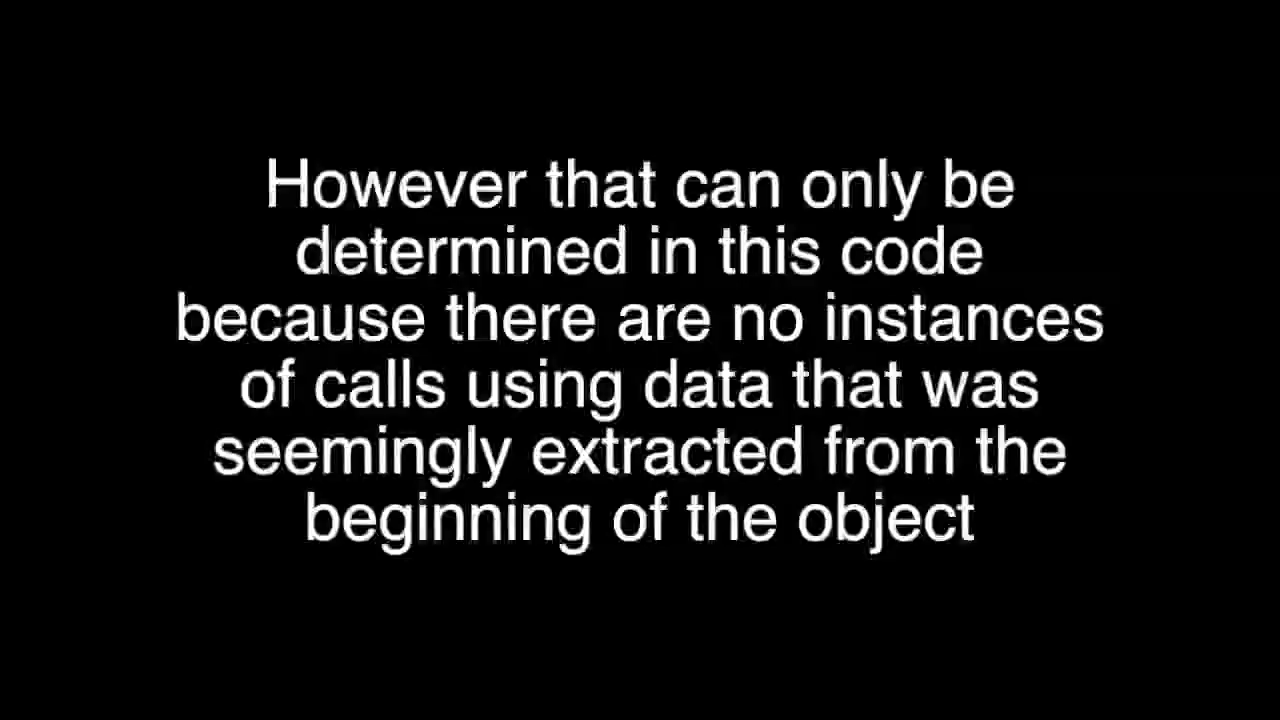 However that can only be
determined in this code
because there are no instances
of calls using data that was
seemingly extracted from the
beginning of the object